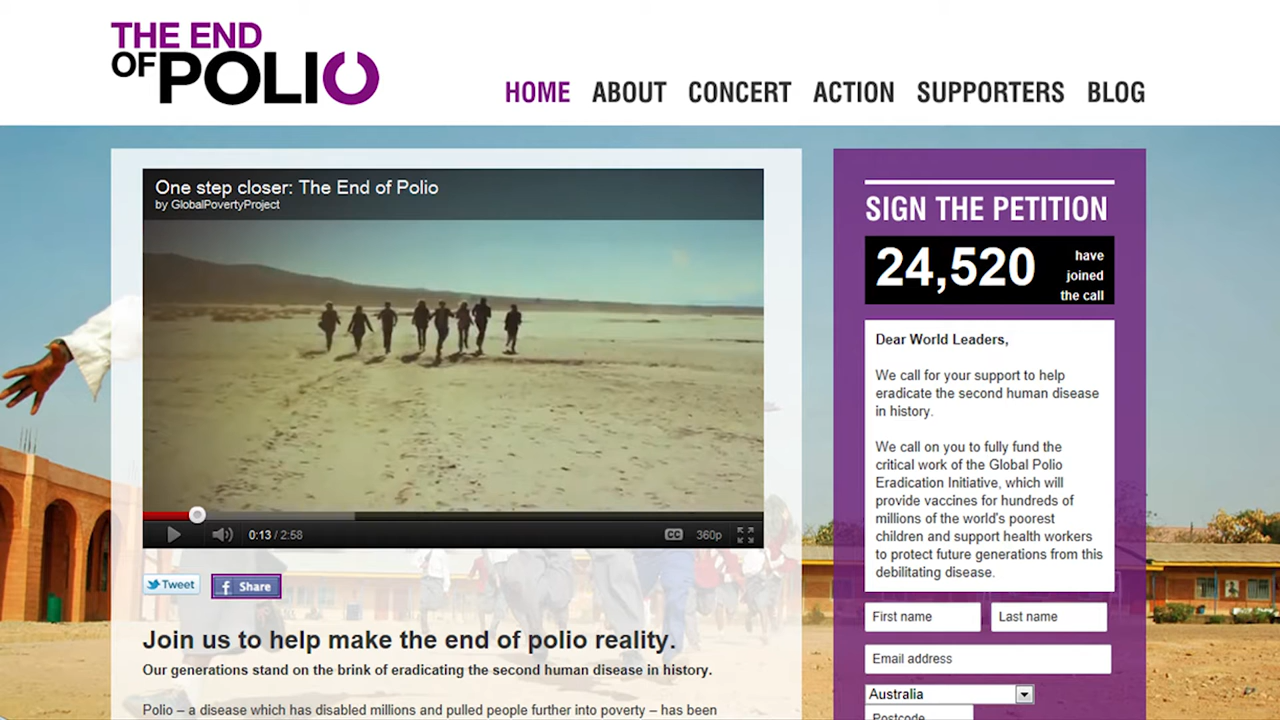 THE END
OF POLIO
HOME ABOUT CONCERT ACTION SUPPORTERS BLOG
One step closer: The End of Polio
by GlobalPovertyProject
0:13 / 2:58
CC
360p
Tweet
Share
Join us to help make the end of polio reality.
Our generations stand on the brink of eradicating the second human disease in history.
Polio – a disease which has disabled millions and pulled people further into poverty – has been
SIGN THE PETITION
24,520
have
joined
the call
Dear World Leaders,
We call for your support to help
eradicate the second human disease
in history.
We call on you to fully fund the
critical work of the Global Polio
Eradication Initiative, which will
provide vaccines for hundreds of
millions of the world's poorest
children and support health workers
to protect future generations from this
debilitating disease.
First name
Last name
Email address
Australia
Postcode